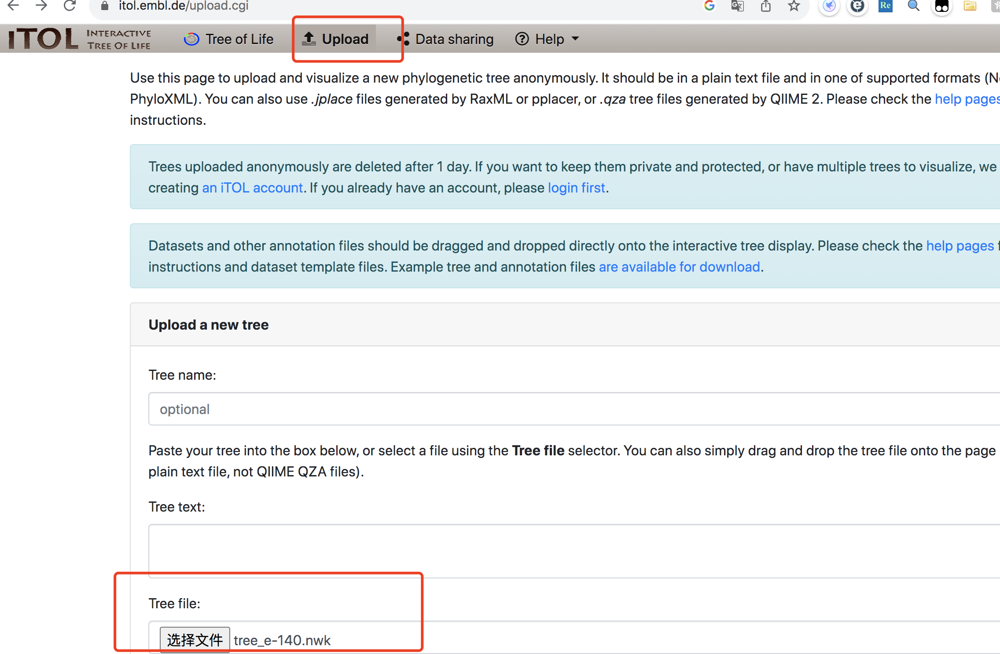 itol.embl.de/upload.cgi
Re
iTOL INTERACTIVE TREE OF LIFE Tree of Life Upload Data sharing Help
Use this page to upload and visualize a new phylogenetic tree anonymously. It should be in a plain text file and in one of supported formats
PhyloXML). You can also use .jplace files generated by RaxML or pplacer, or .qza tree files generated by QIIME 2. Please check the help pages
instructions.
Trees uploaded anonymously are deleted after 1 day. If you want to keep them private and protected, or have multiple trees to visualize, we
creating an iTOL account. If you already have an account, please login first.
Datasets and other annotation files should be dragged and dropped directly onto the interactive tree display. Please check the help pages
instructions and dataset template files. Example tree and annotation files are available for download.
Upload a new tree
Tree name:
optional
Paste your tree into the box below, or select a file using the Tree file selector. You can also simply drag and drop the tree file onto the page
plain text file, not QIIME QZA files).
Tree text:
Tree file:
选择文件 tree_e-140.nwk